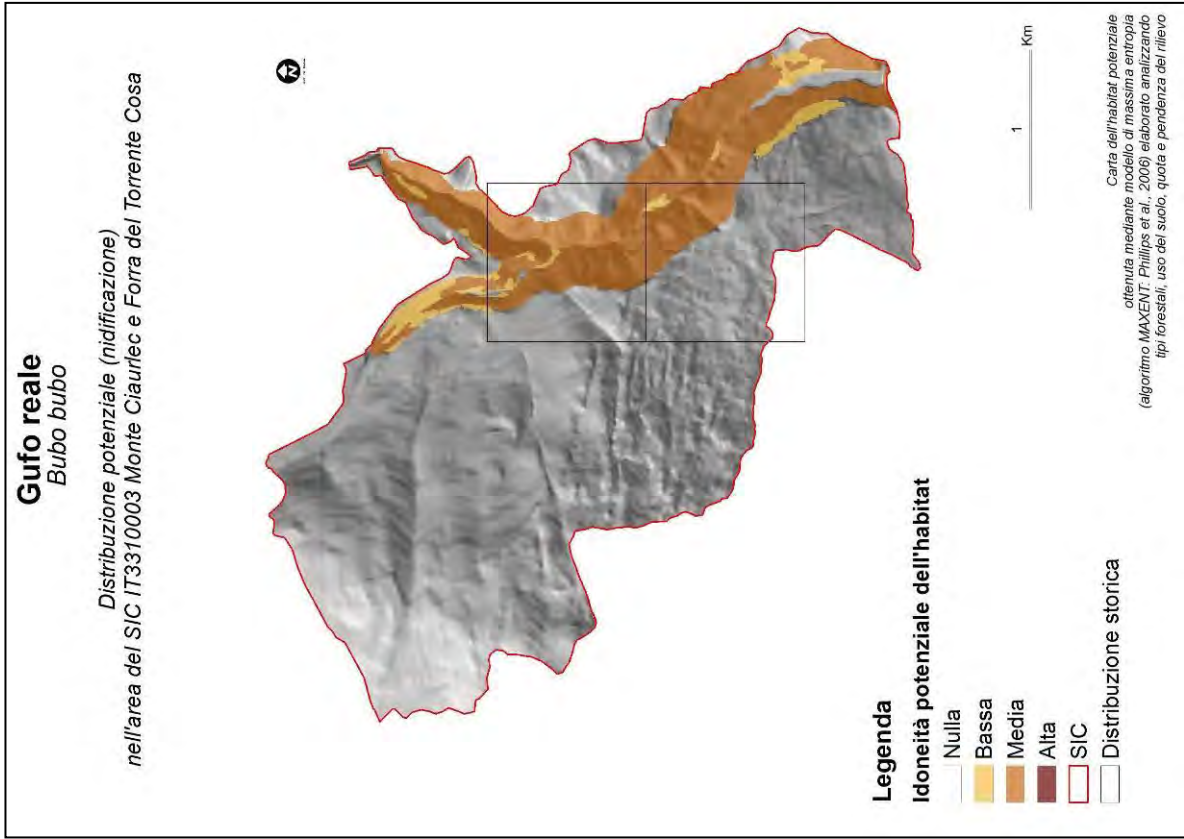 Gufo reale
Bubo bubo
Distribuzione potenziale (nidificazione)
nell'area del SIC IT3310003 Monte Ciaurlec e Forra del Torrente Cosa
N
Legenda
Idoneità potenziale dell'habitat
Nulla
Bassa
Media
Alta
SIC
Distribuzione storica
1
Km
Carta dell'habitat potenziale
ottenuta mediante modello di massima entropia
(algoritmo MAXENT: Phillips et al., 2006) elaborato analizzando
tipi forestali, uso del suolo, quota e pendenza del rilievo